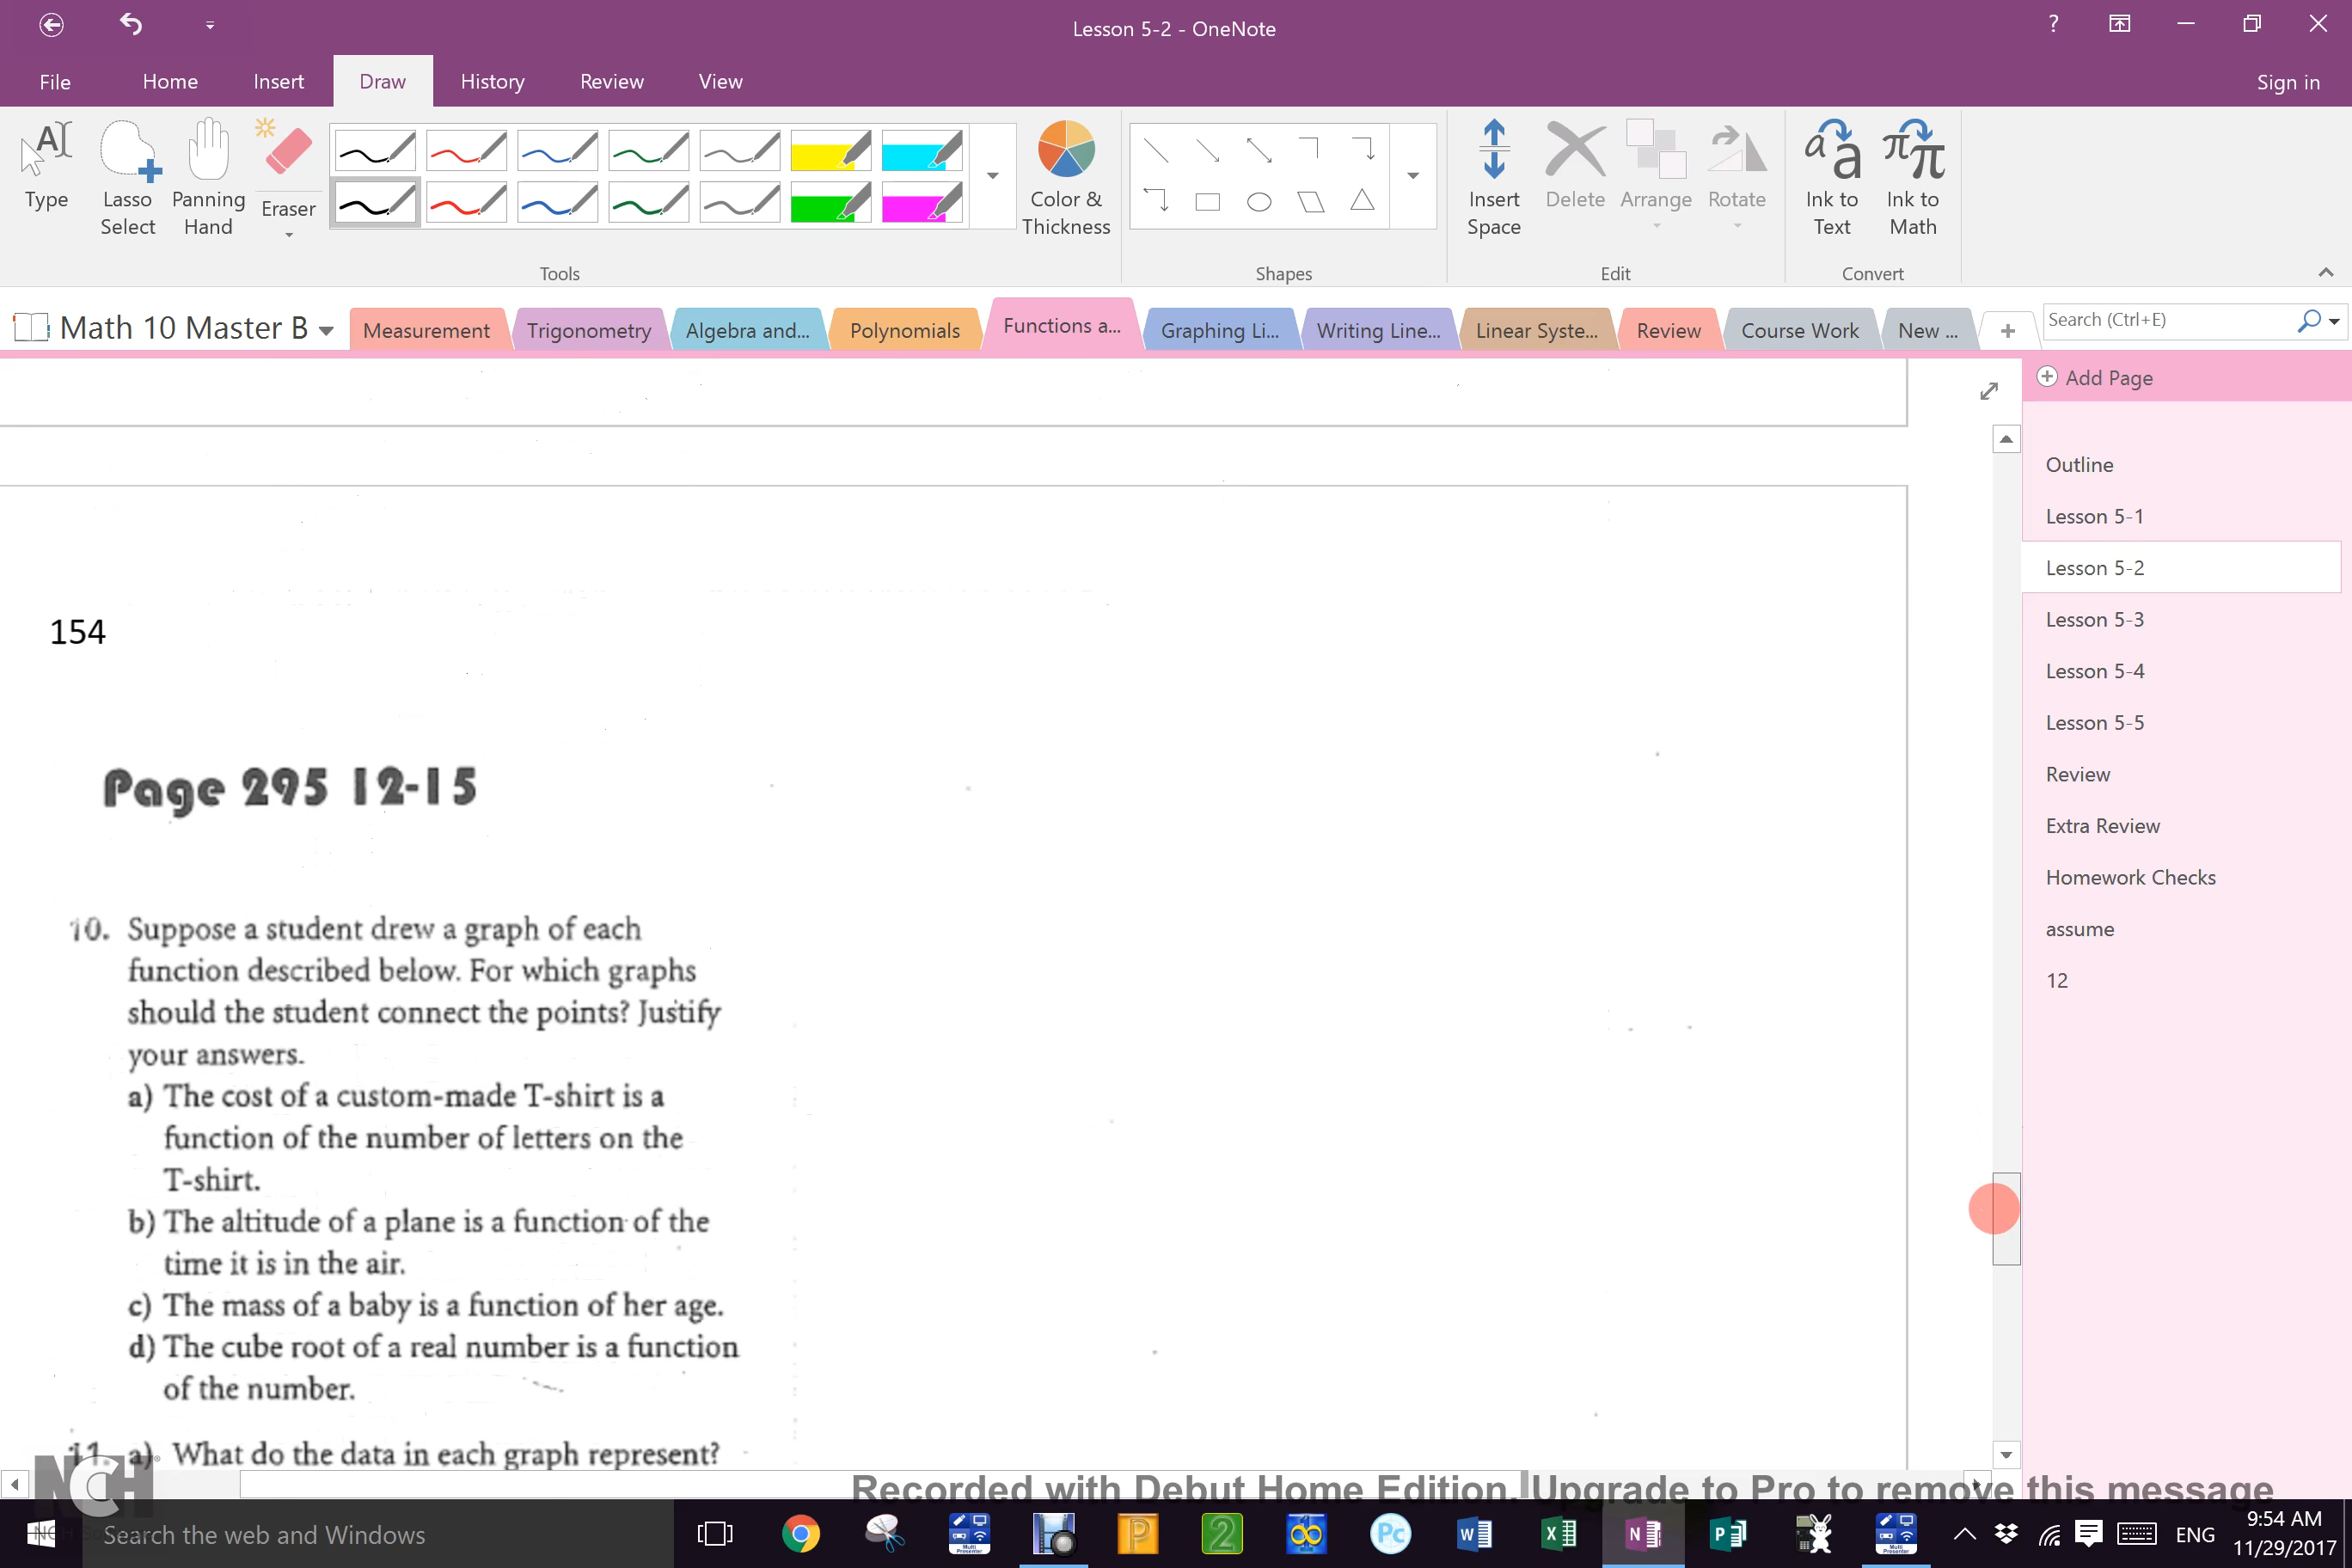 Lesson 5-2 - OneNote
?
File
Home
Insert
Draw
History
Review
View
Sign in
Type
Lasso
Select
Panning
Hand
Eraser
Color &
Thickness
Insert
Space
Delete
Arrange
Rotate
Ink to
Text
Ink to
Math
Tools
Shapes
Edit
Convert
Math 10 Master B
Measurement
Trigonometry
Algebra and...
Polynomials
Functions a...
Graphing Li...
Writing Line...
Linear Syste...
Review
Course Work
New ...
Search (Ctrl+E)
Add Page
Outline
Lesson 5-1
Lesson 5-2
Lesson 5-3
Lesson 5-4
Lesson 5-5
Review
Extra Review
Homework Checks
assume
12
154
Page 295 12-15
10. Suppose a student drew a graph of each
function described below. For which graphs
should the student connect the points? Justify
your answers.
a) The cost of a custom-made T-shirt is a
function of the number of letters on the
T-shirt.
b) The altitude of a plane is a function of the
time it is in the air.
c) The mass of a baby is a function of her age.
d) The cube root of a real number is a function
of the number.
11. a) What do the data in each graph represent?
NCH
Recorded with Debut Home Edition. Upgrade to Pro to remove this message
Search the web and Windows
ENG
9:54 AM
11/29/2017